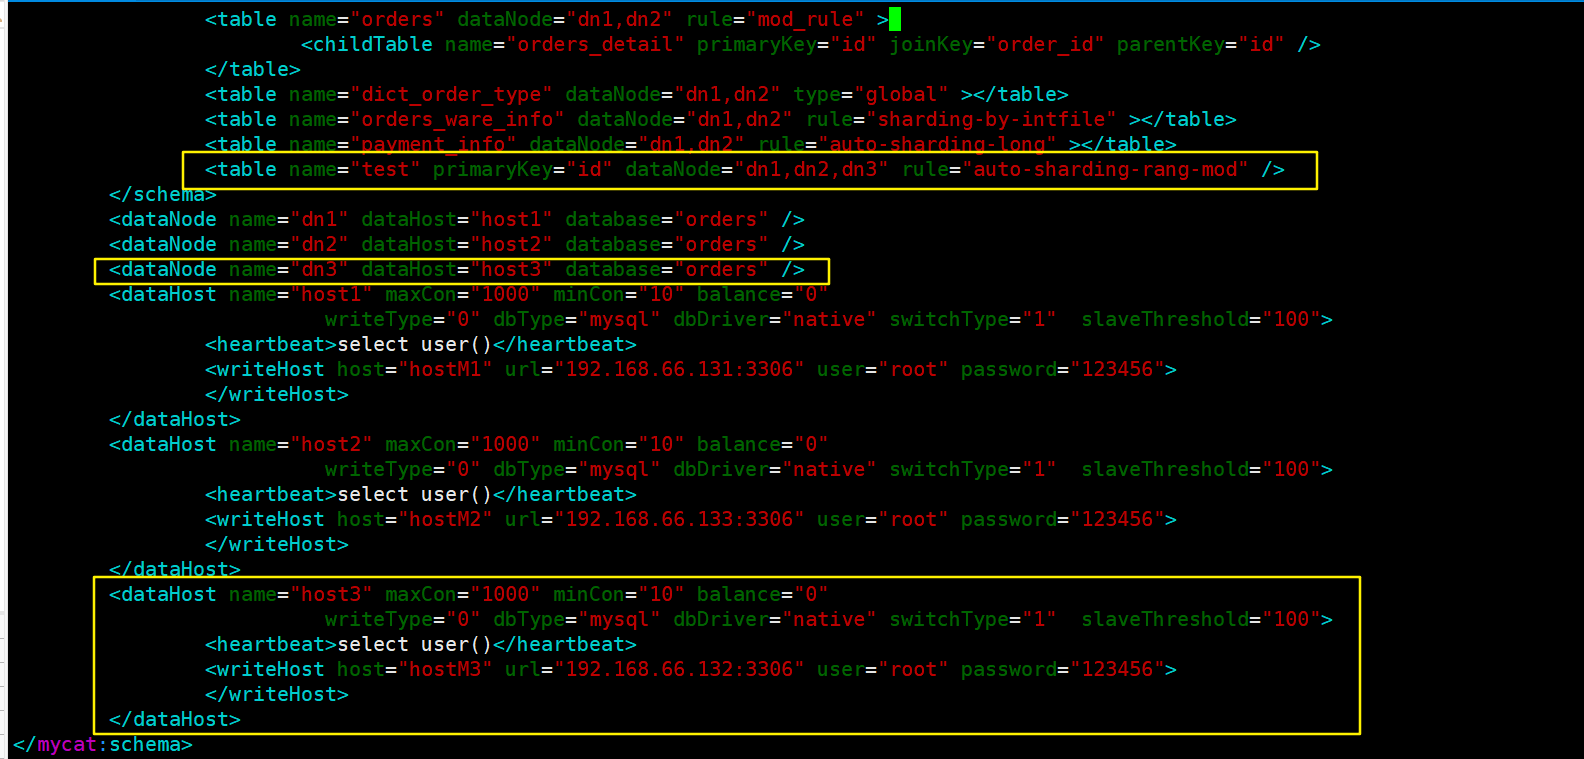 <table name="orders" dataNode="dn1,dn2" rule="mod_rule" >
<childTable name="orders_detail" primaryKey="id" joinKey="order_id" parentKey="id" />
</table>
<table name="dict_order_type" dataNode="dn1,dn2" type="global" ></table>
<table name="orders_ware_info" dataNode="dn1,dn2" rule="sharding-by-intfile" ></table>
<table name="payment_info" dataNode="dn1,dn2" rule="auto-sharding-long" ></table>
<table name="test" primaryKey="id" dataNode="dn1,dn2,dn3" rule="auto-sharding-rang-mod" />
</schema>
<dataNode name="dn1" dataHost="host1" database="orders" />
<dataNode name="dn2" dataHost="host2" database="orders" />
<dataNode name="dn3" dataHost="host3" database="orders" />
<dataHost name="host1" maxCon="1000" minCon="10" balance="0"
writeType="0" dbType="mysql" dbDriver="native" switchType="1"  slaveThreshold="100">
<heartbeat>select user()</heartbeat>
<writeHost host="hostM1" url="192.168.66.131:3306" user="root" password="123456">
</writeHost>
</dataHost>
<dataHost name="host2" maxCon="1000" minCon="10" balance="0"
writeType="0" dbType="mysql" dbDriver="native" switchType="1"  slaveThreshold="100">
<heartbeat>select user()</heartbeat>
<writeHost host="hostM2" url="192.168.66.133:3306" user="root" password="123456">
</writeHost>
</dataHost>
<dataHost name="host3" maxCon="1000" minCon="10" balance="0"
writeType="0" dbType="mysql" dbDriver="native" switchType="1"  slaveThreshold="100">
<heartbeat>select user()</heartbeat>
<writeHost host="hostM3" url="192.168.66.132:3306" user="root" password="123456">
</writeHost>
</dataHost>
</mycat:schema>